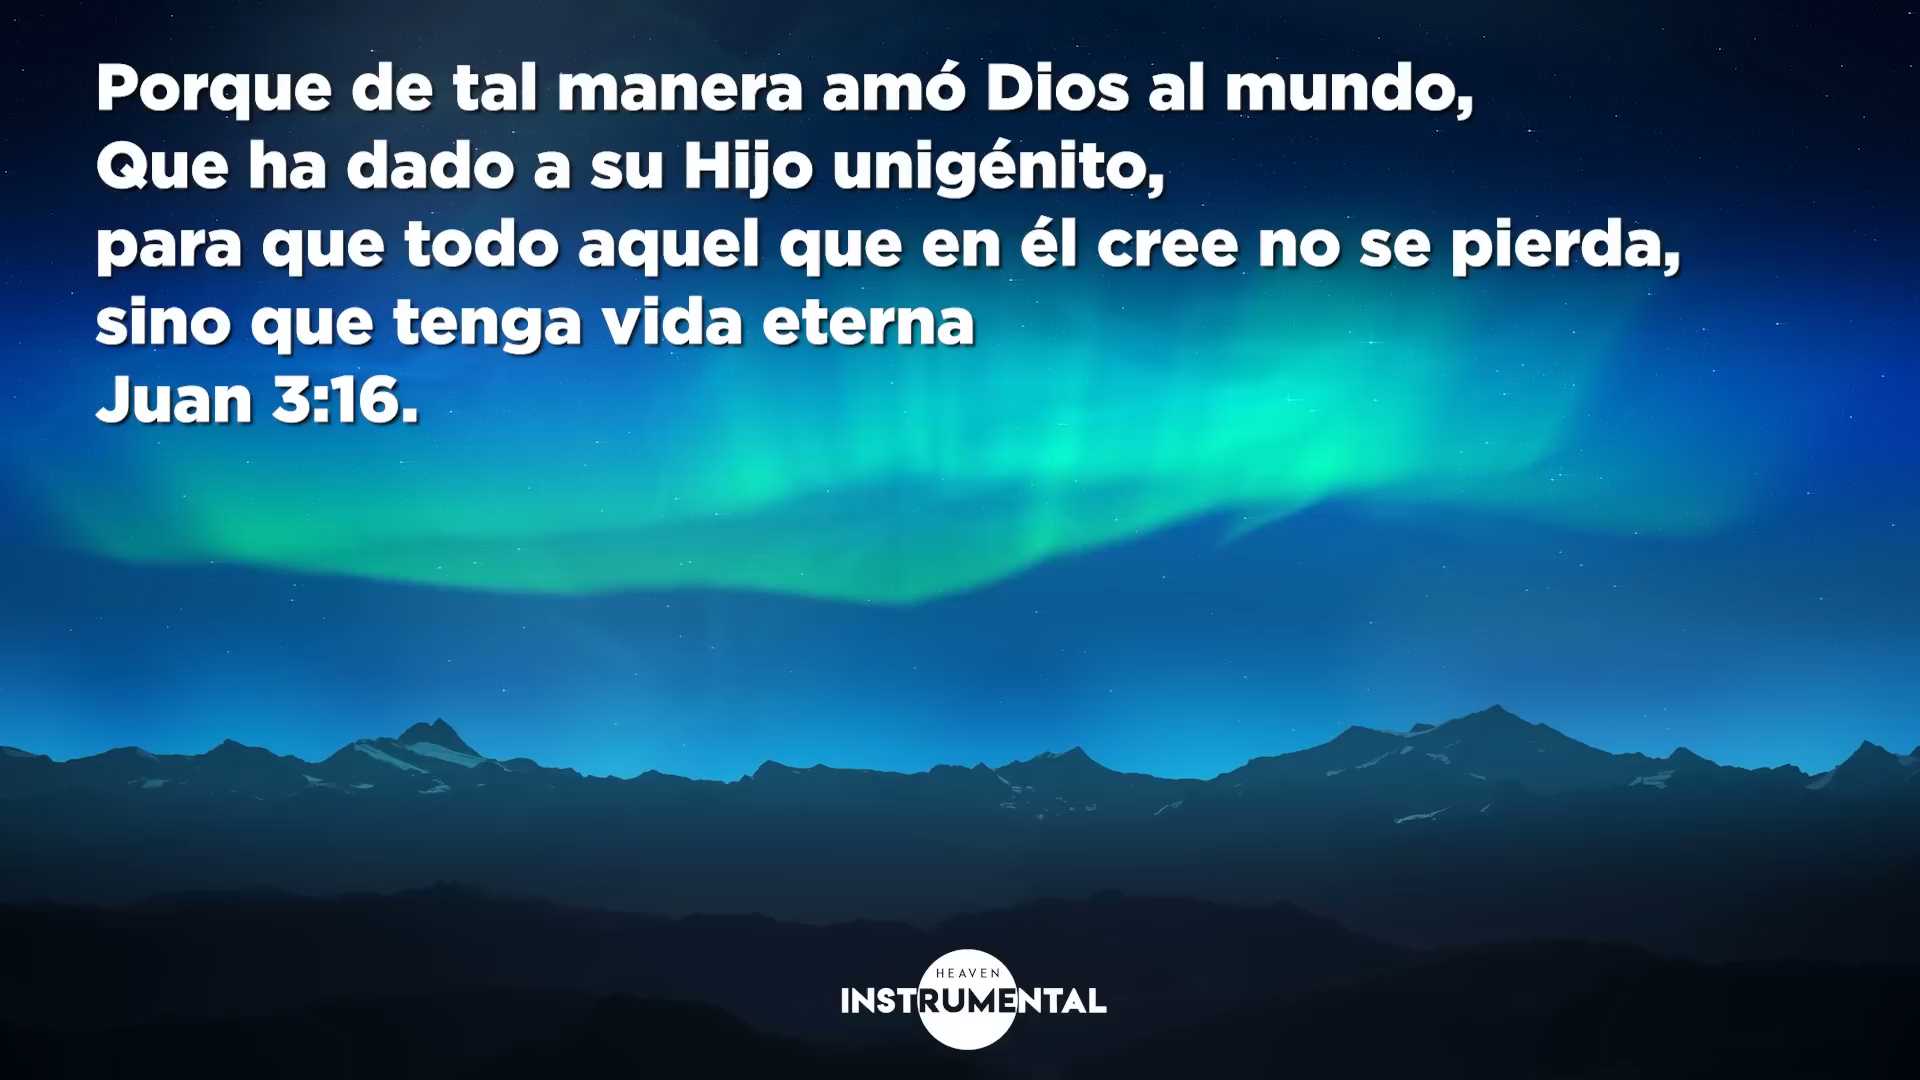 Porque de tal manera amó Dios al mundo,
Que ha dado a su Hijo unigénito,
para que todo aquel que en él cree no se pierda,
sino que tenga vida eterna
Juan 3:16.
HEAVEN
INSTRUMENTAL